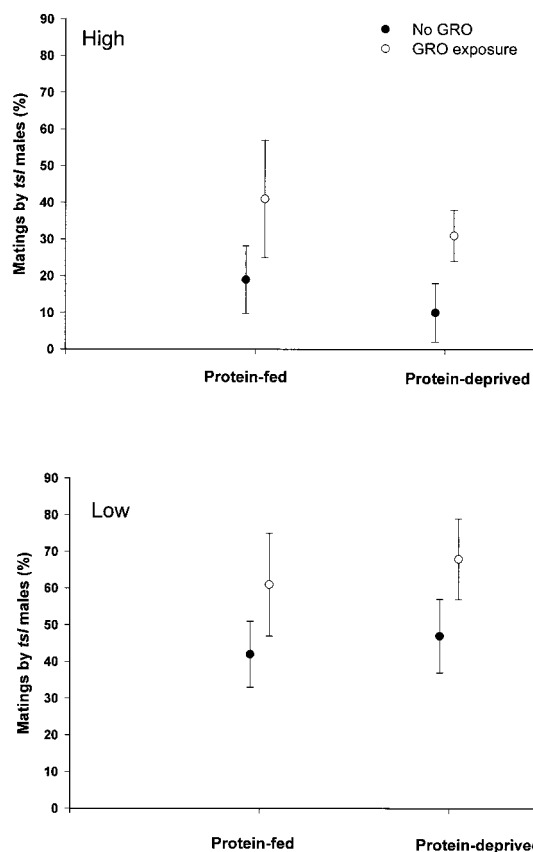 High
No GRO
GRO exposure
Matings by tsl males (%)
90
80
70
60
50
40
30
20
10
0
Protein-fed Protein-deprived
Low
Matings by tsl males (%)
90
80
70
60
50
40
30
20
10
0
Protein-fed Protein-deprived